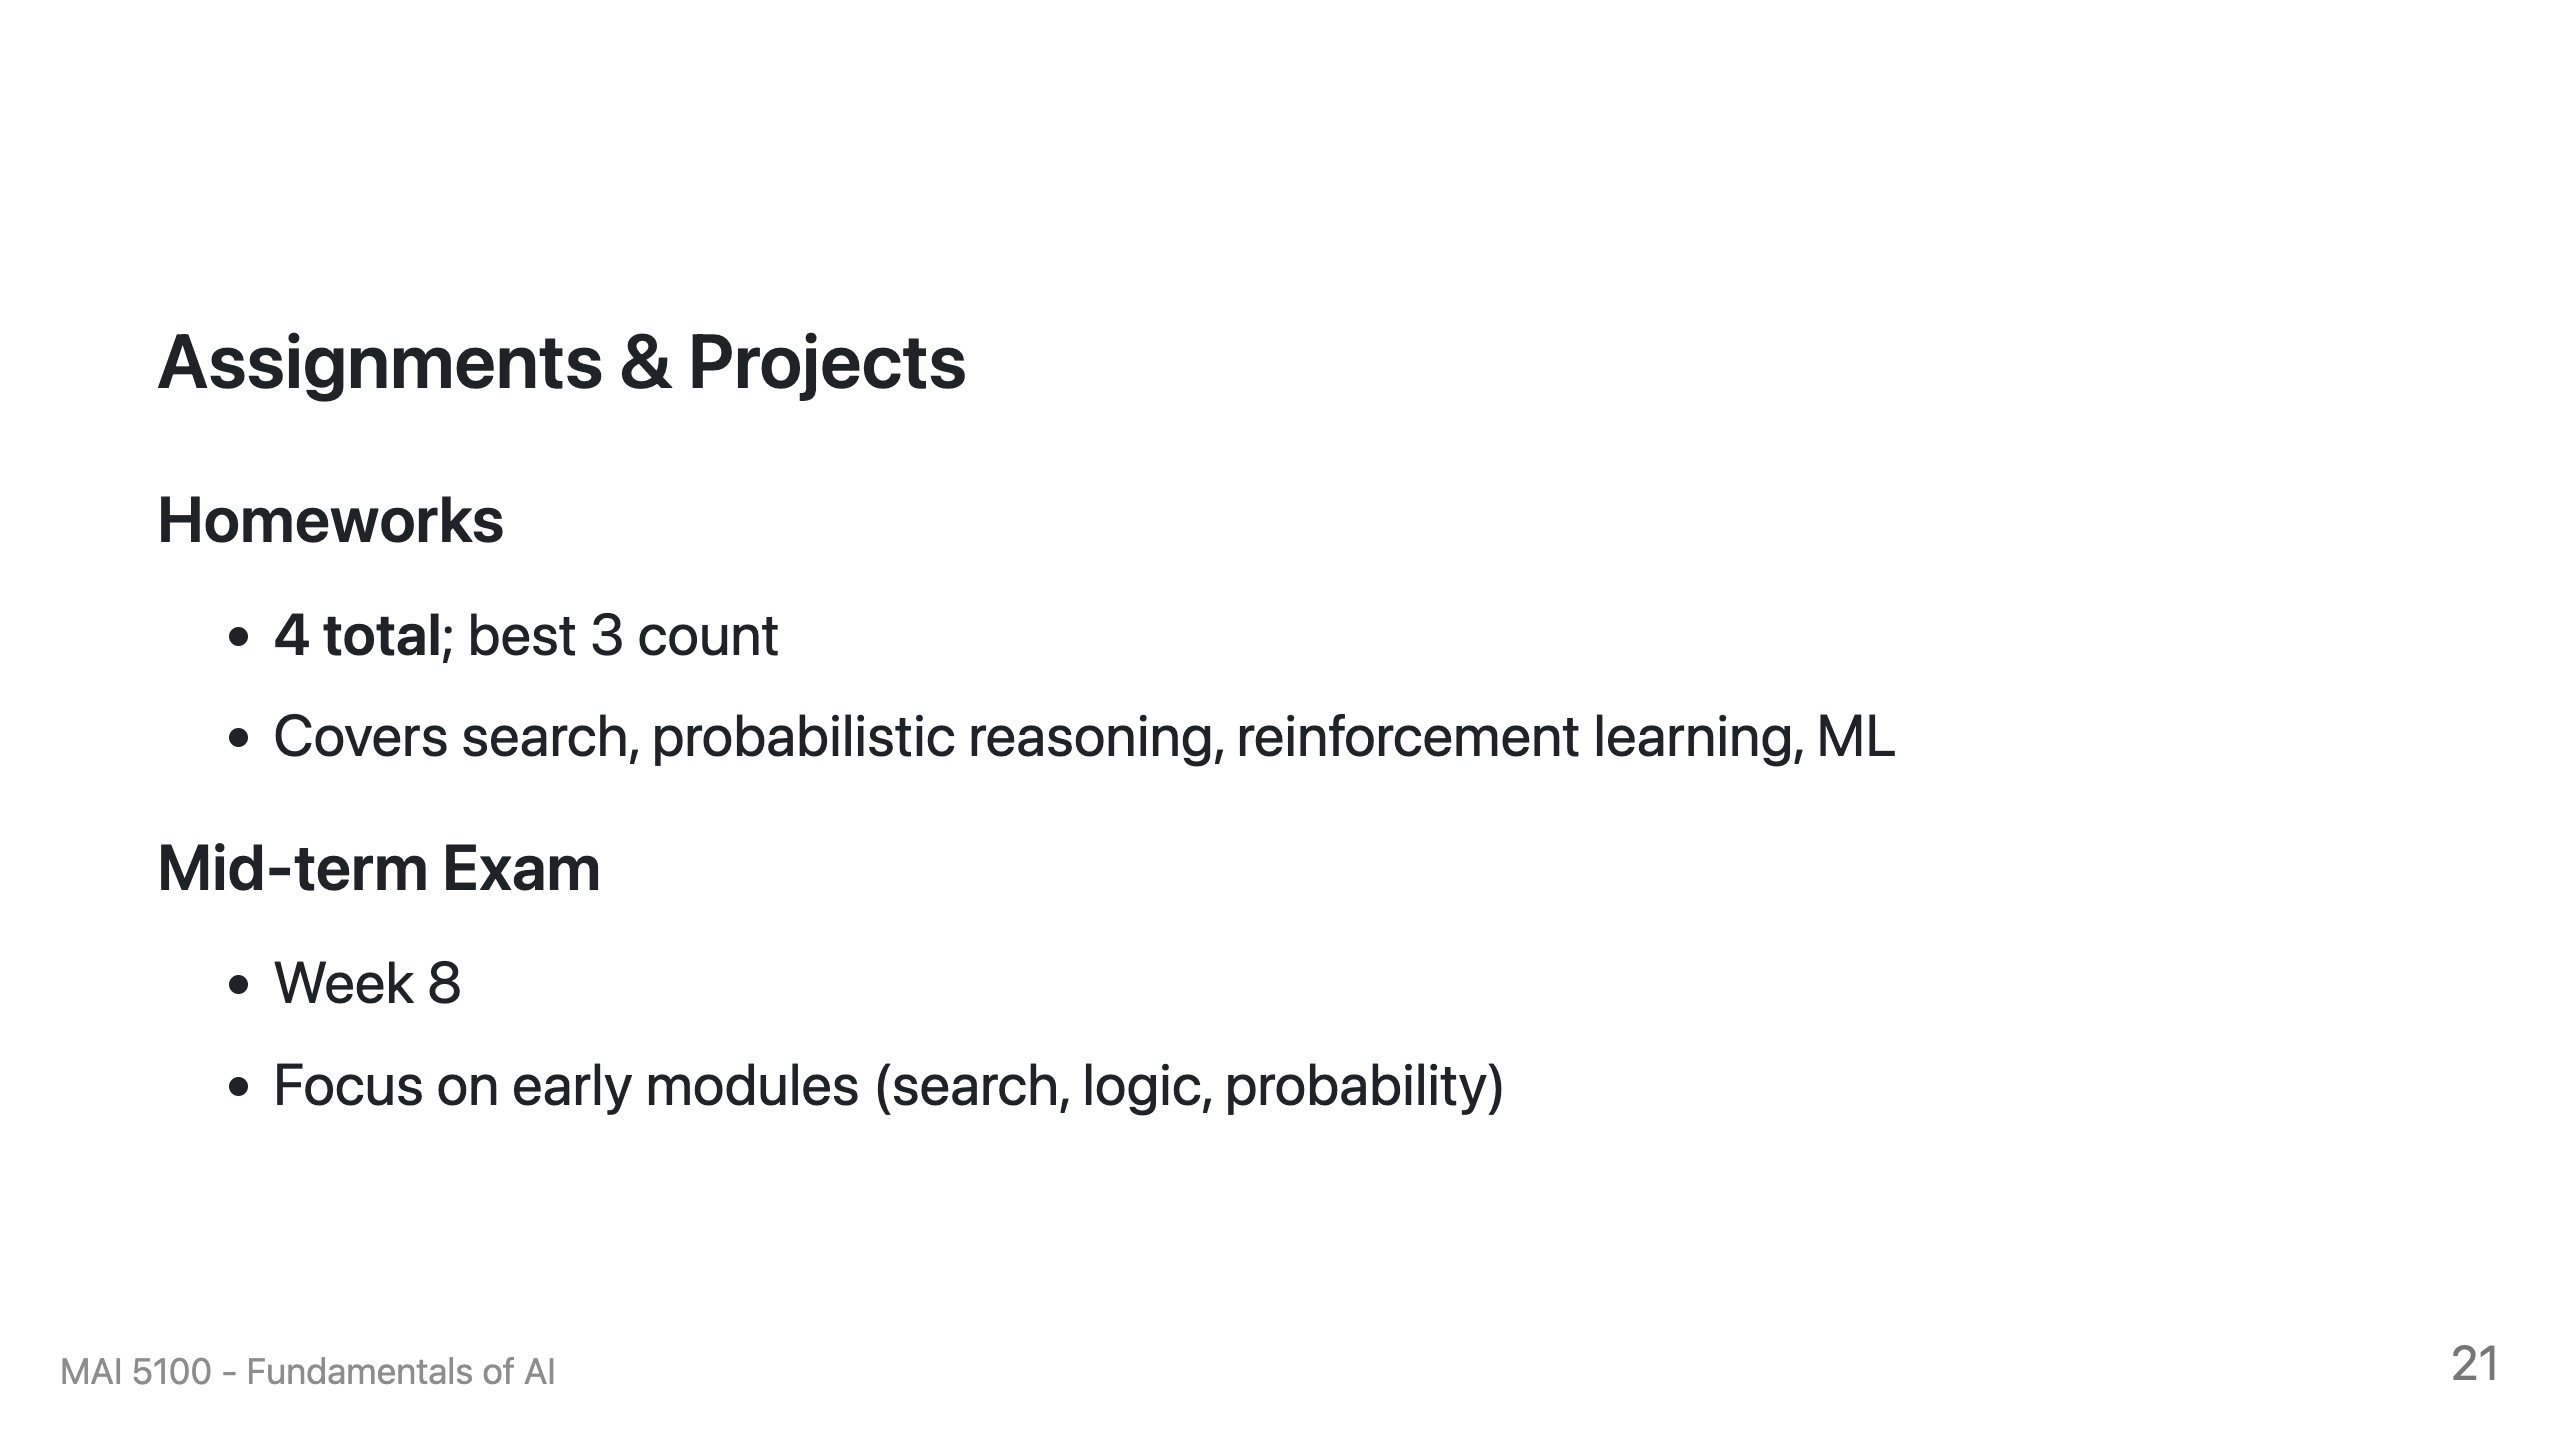 Assignments & Projects
Homeworks
4 total; best 3 count
Covers search, probabilistic reasoning, reinforcement learning, ML
Mid-term Exam
Week 8
Focus on early modules (search, logic, probability)
MAI 5100 - Fundamentals of AI
21